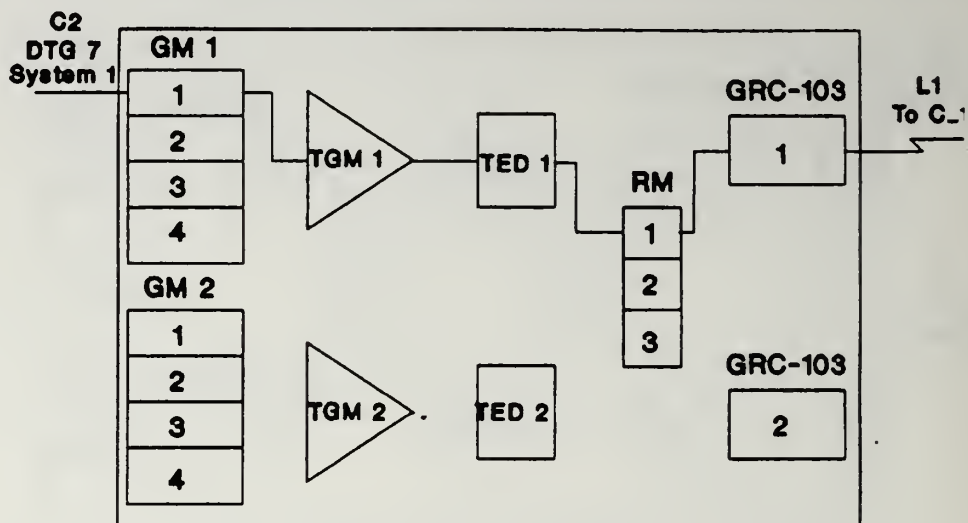 C2
DTG 7
System 1
GM 1
1
2
3
4
TGM 1
TED 1
RM
1
2
3
GRC-103
1
L1
To C_1
GM 2
1
2
3
4
TGM 2
TED 2
GRC-103
2